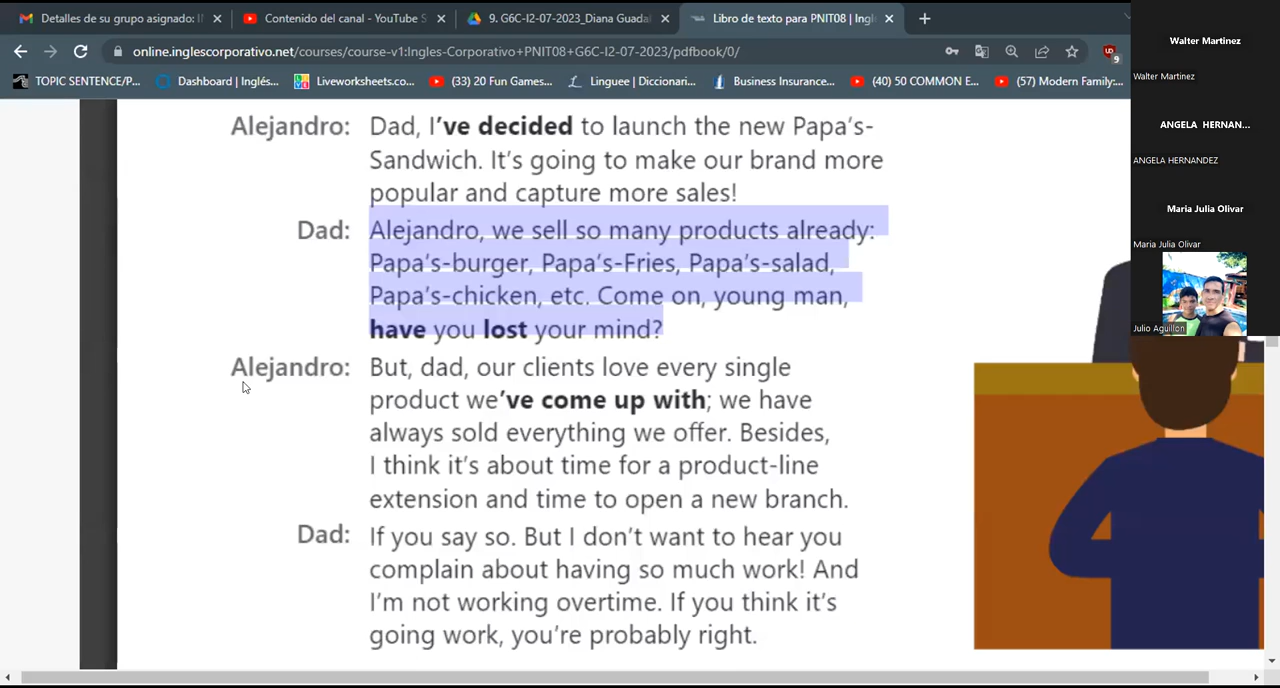 Detalles de su grupo asignado: I
Contenido del canal - YouTube S
9. G6C-I2-07-2023_Diana Guadal
Libro de texto para PNIT08 | Ingl
online.inglescorporativo.net/courses/course-v1:Ingles-Corporativo+PNIT08+G6C-I2-07-2023/pdfbook/0/
9
TOPIC SENTENCE/P...
Dashboard | Inglés...
Liveworksheets.co...
(33) 20 Fun Games...
Linguee | Diccionari...
Business Insurance...
(40) 50 COMMON E...
(57) Modern Family:...
Alejandro: Dad, I've decided to launch the new Papa's-
Sandwich. It's going to make our brand more
popular and capture more sales!
Dad: Alejandro, we sell so many products already:
Papa's-burger, Papa's-Fries, Papa's-salad,
Papa's-chicken, etc. Come on, young man,
have you lost your mind?
Alejandro: But, dad, our clients love every single
product we've come up with; we have
always sold everything we offer. Besides,
I think it's about time for a product-line
extension and time to open a new branch.
Dad: If you say so. But I don't want to hear you
complain about having so much work! And
I'm not working overtime. If you think it's
going work, you're probably right.
Walter Martinez
Walter Martinez
ANGELA HERNAN...
ANGELA HERNANDEZ
Maria Julia Olivar
Maria Julia Olivar
Julio Aguillon